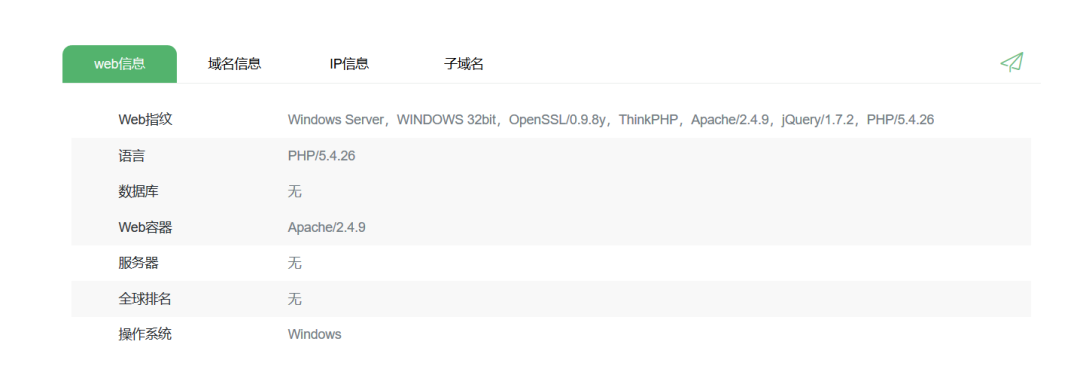 web信息 域名信息 IP信息 子域名
Web指纹 Windows Server，WINDOWS 32bit，OpenSSL/0.9.8y，ThinkPHP，Apache/2.4.9，jQuery/1.7.2，PHP/5.4.26
语言 PHP/5.4.26
数据库 无
Web容器 Apache/2.4.9
服务器 无
全球排名 无
操作系统 Windows